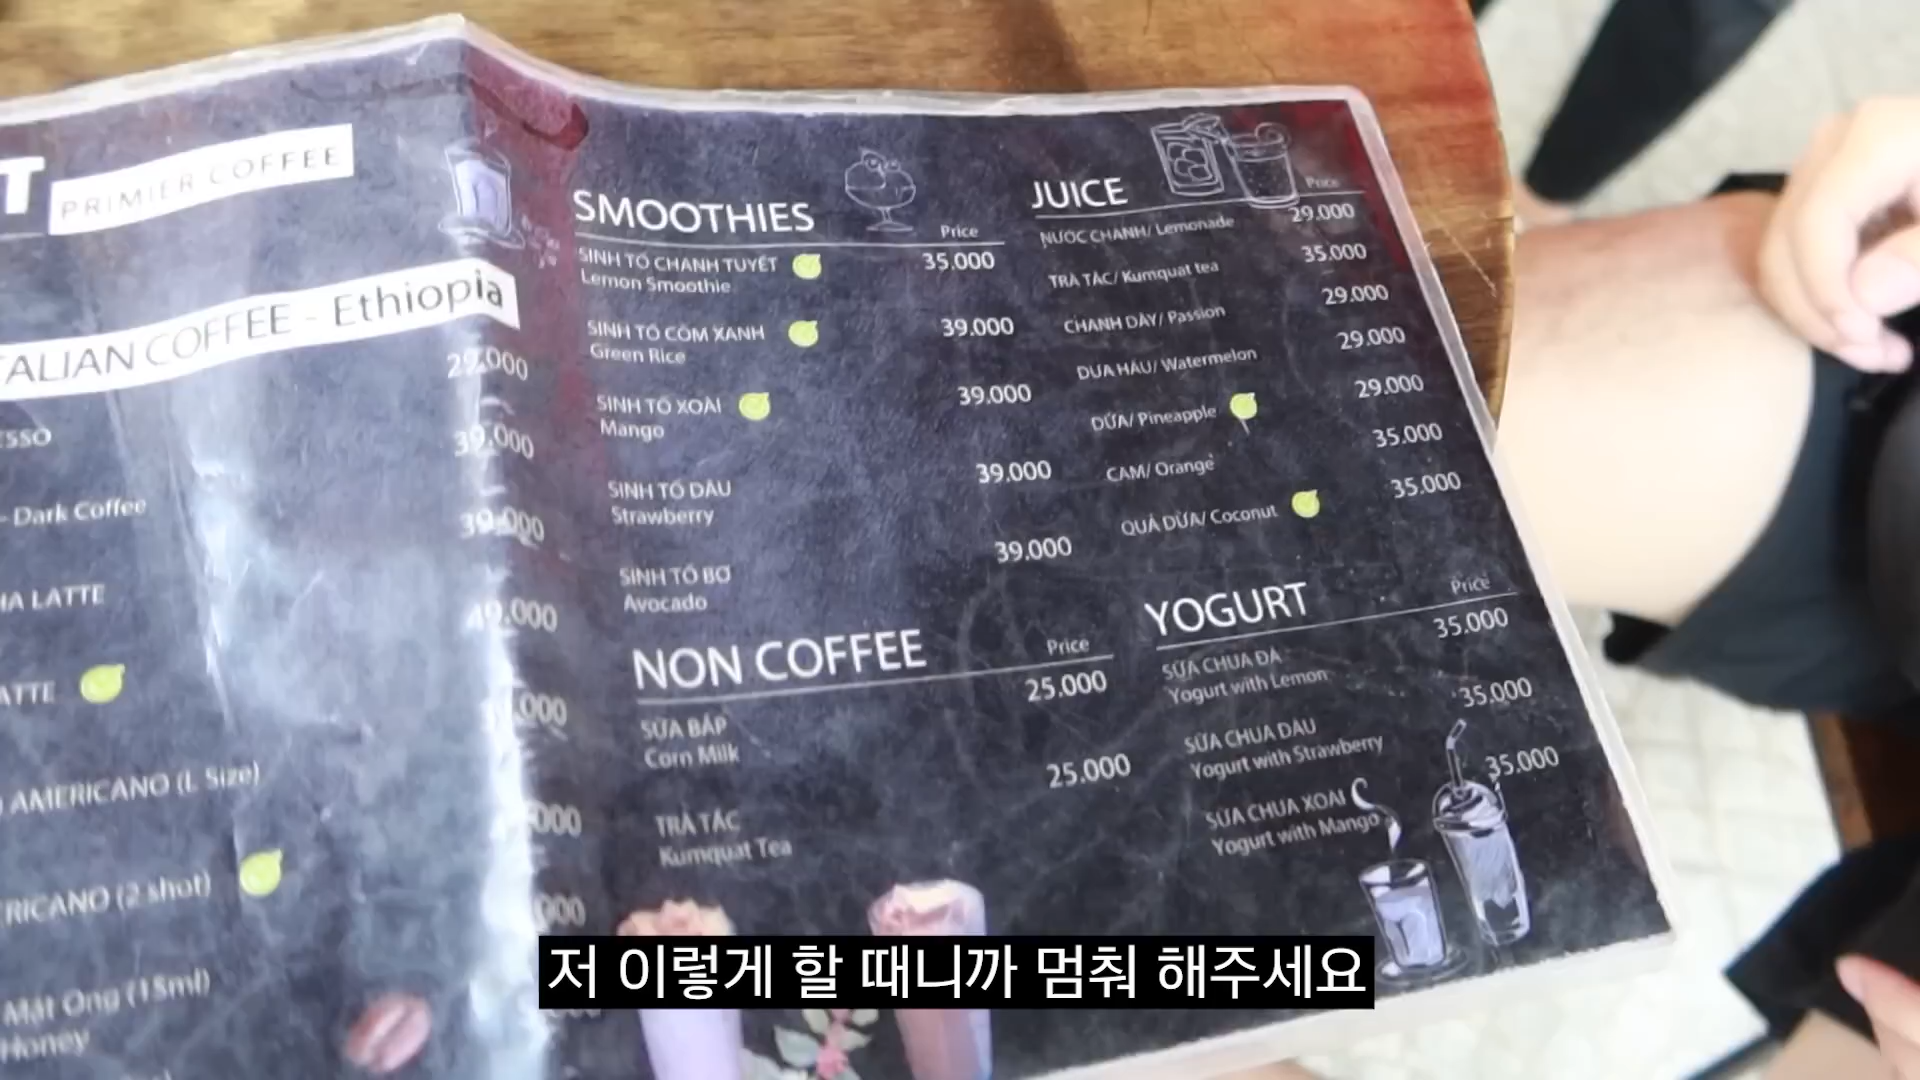 T
PRIMIER COFFEE
TALIAN COFFEE - Ethiopia
29.000
ESSO
39.000
- Dark Coffee
39.000
HA LATTE
49.000
ATTE
.000
AMERICANO (L Size)
000
RICANO (2 shot)
000
Mật Ong (15ml)
Honey
SMOOTHIES
Price
SINH TỐ CHANH TUYẾT
35.000
Lemon Smoothie
SINH TỐ CỐM XANH
39.000
Green Rice
SINH TỐ XOÀI
39.000
Mango
SINH TỐ DÂU
39.000
Strawberry
SINH TỐ BƠ
39.000
Avocado
NON COFFEE
Price
SỮA BẮP
25.000
Corn Milk
TRÀ TẮC
25.000
Kumquat Tea
JUICE
Price
NƯỚC CHANH/ Lemonade
29.000
TRÀ TẮC/ Kumquat tea
35.000
CHANH DÂY/ Passion
29.000
DƯA HẤU/ Watermelon
29.000
DỨA/ Pineapple
29.000
CAM/ Orange
35.000
QUẢ DỪA/ Coconut
35.000
YOGURT
Price
SỮA CHUA ĐÁ
35.000
Yogurt with Lemon
SỮA CHUA DÂU
35.000
Yogurt with Strawberry
SỮA CHUA XOÀI
35.000
Yogurt with Mango
저 이렇게 할 때니까 멈춰 해주세요